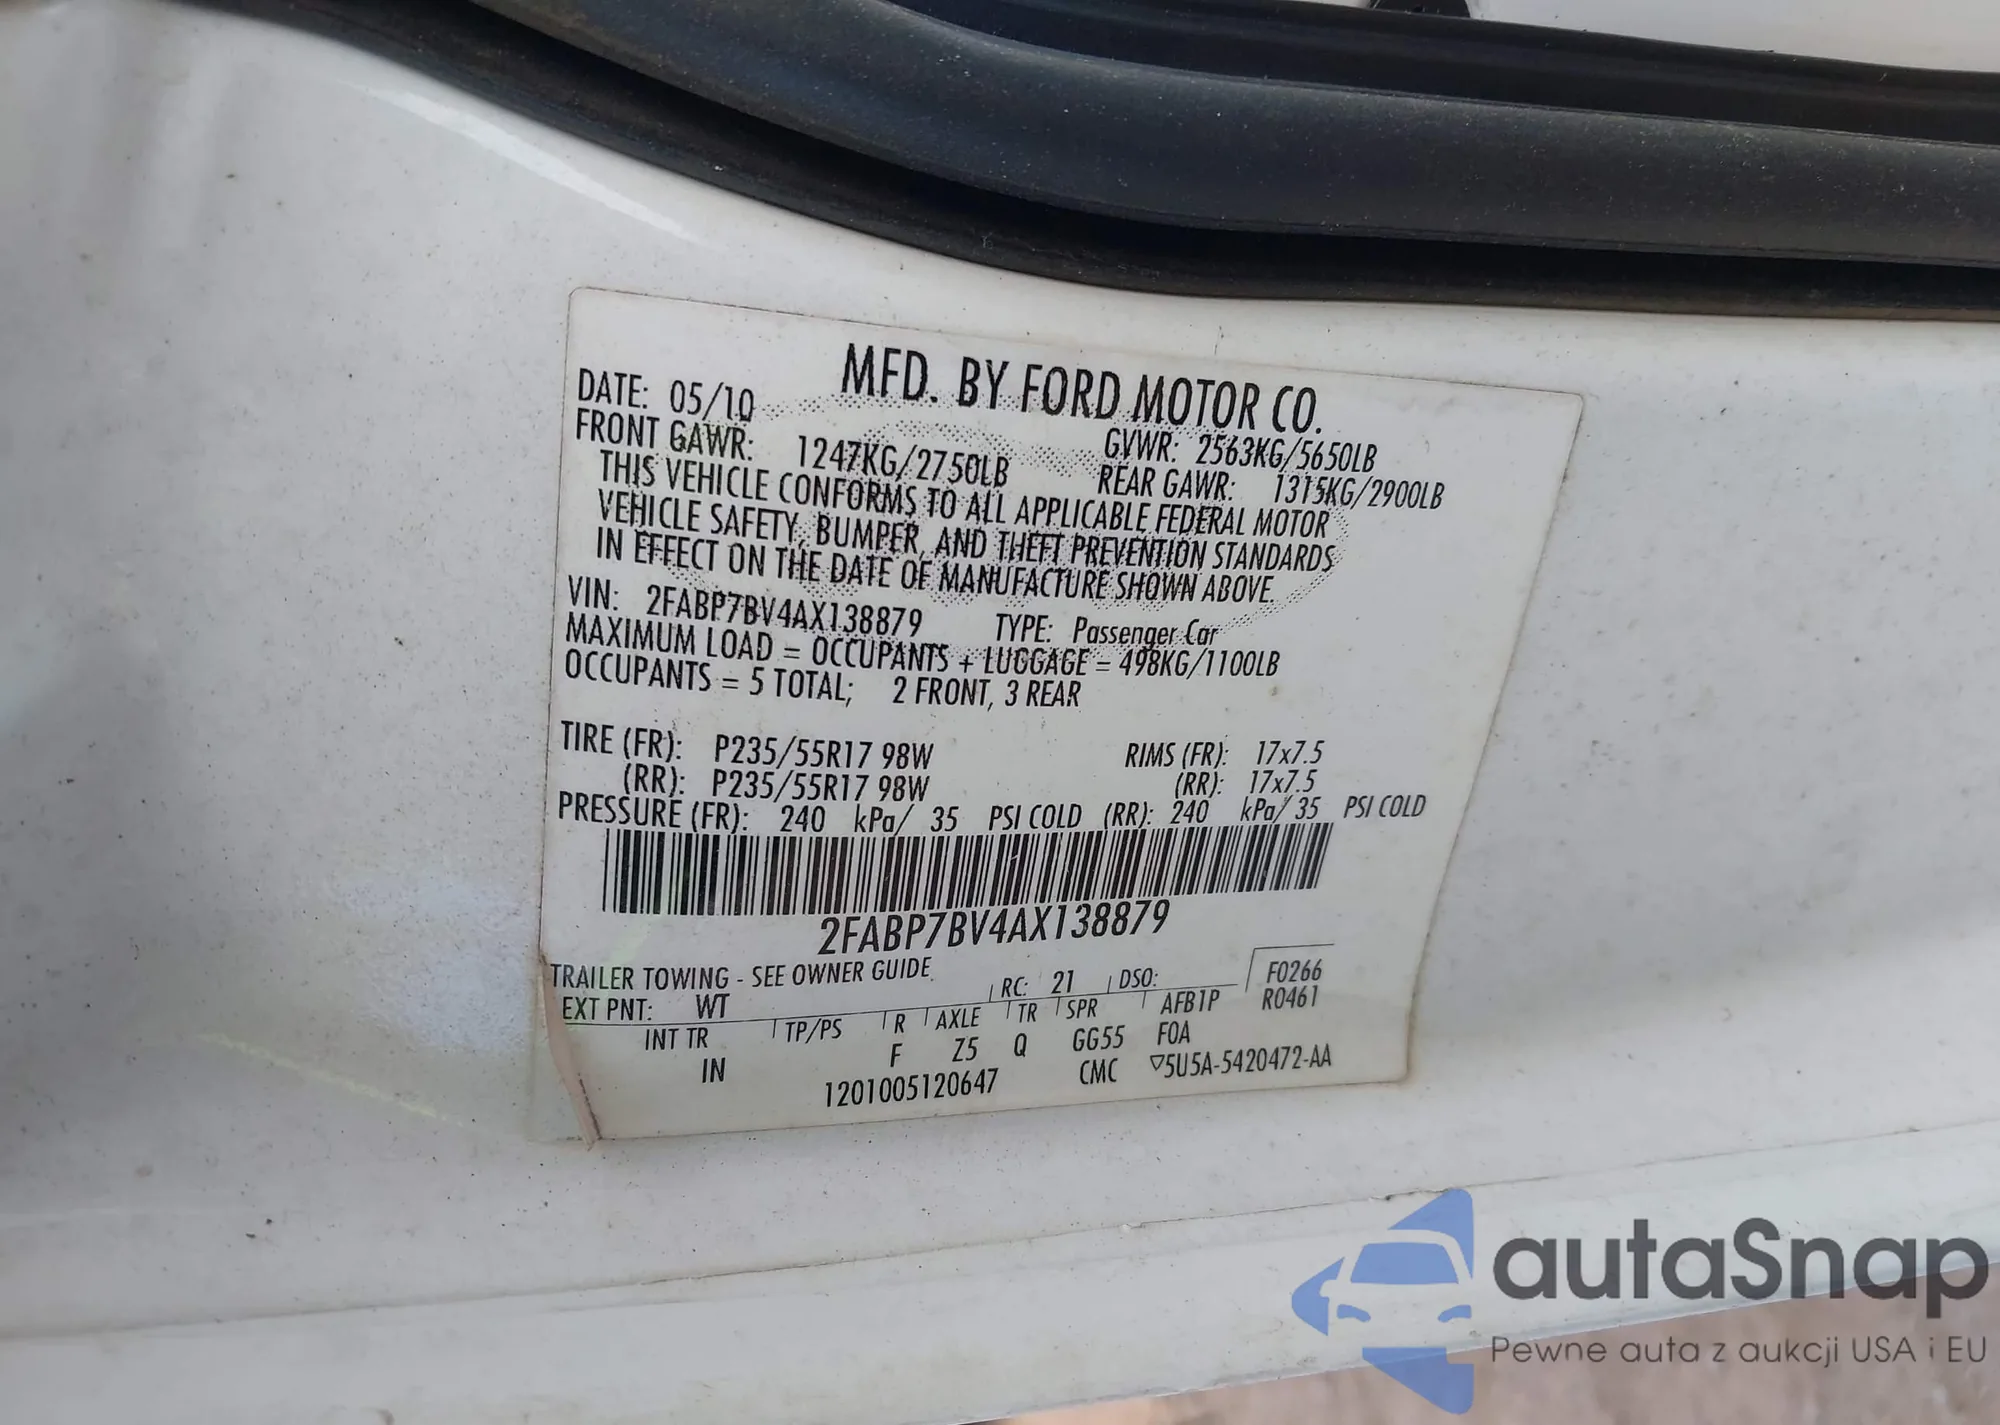 MFD. BY FORD MOTOR CO.
DATE: 05/10 GVWR: 2563KG/5650LB
FRONT GAWR: 1247KG/2750LB REAR GAWR: 1315KG/2900LB
THIS VEHICLE CONFORMS TO ALL APPLICABLE FEDERAL MOTOR
VEHICLE SAFETY, BUMPER, AND THEFT PREVENTION STANDARDS
IN EFFECT ON THE DATE OF MANUFACTURE SHOWN ABOVE.
VIN: 2FABP7BV4AX138879 TYPE: Passenger Car
MAXIMUM LOAD = OCCUPANTS + LUGGAGE = 498KG/1100LB
OCCUPANTS = 5 TOTAL; 2 FRONT, 3 REAR
TIRE (FR): P235/55R17 98W RIMS (FR): 17x7.5
(RR): P235/55R17 98W (RR): 17x7.5
PRESSURE (FR): 240 kPa/ 35 PSI COLD (RR): 240 kPa/ 35 PSI COLD
2FABP7BV4AX138879
TRAILER TOWING - SEE OWNER GUIDE
EXT PNT: WT RC: 21 DSO: F0266
INT TR TP/PS R AXLE TR SPR AFB1P R0461
IN F Z5 Q GG55 F0A
1201005120647 CMC ▽5U5A-5420472-AA
autaSnap
Pewne auta z aukcji USA i EU